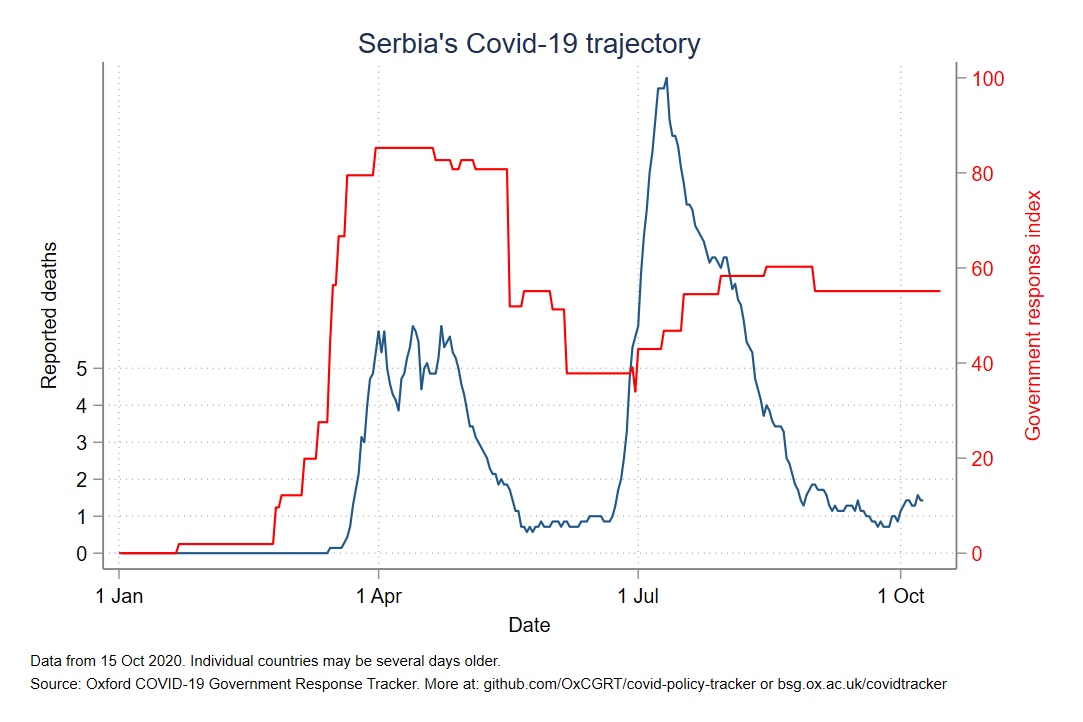 Serbia's Covid-19 trajectory
Reported deaths
5
4
3
2
1
0
100
80
60
40
20
0
Government response index
1 Jan
1 Apr
1 Jul
1 Oct
Date
Data from 15 Oct 2020. Individual countries may be several days older.
Source: Oxford COVID-19 Government Response Tracker. More at: github.com/OxCGRT/covid-policy-tracker or bsg.ox.ac.uk/covidtracker